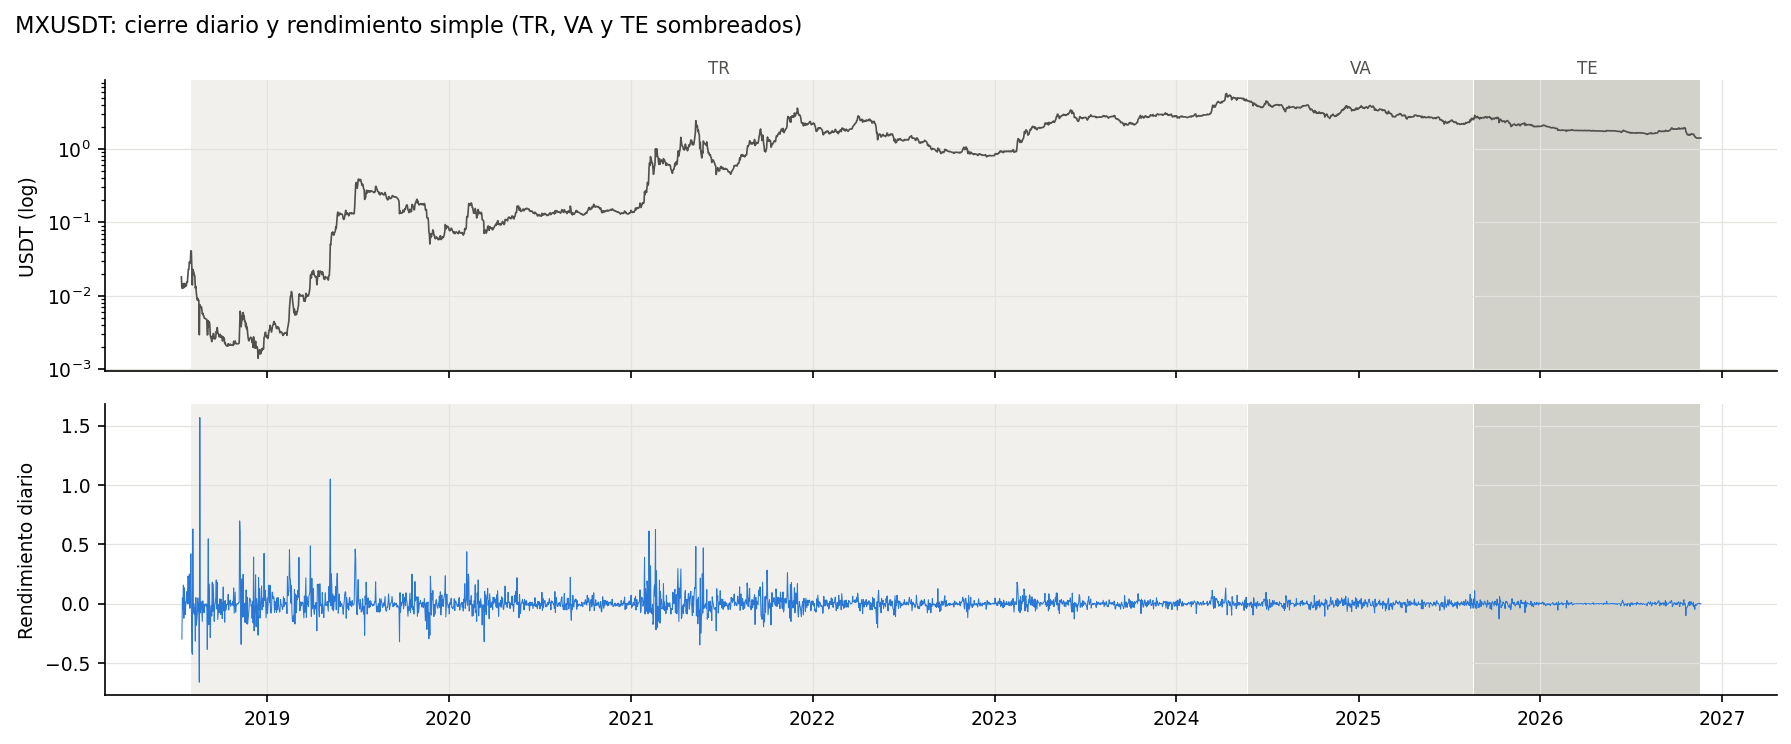 MXUSDT: cierre diario y rendimiento simple (TR, VA y TE sombreados)
TR VA TE
USDT (log)
10⁰
10⁻¹
10⁻²
10⁻³
Rendimiento diario
1.5
1.0
0.5
0.0
−0.5
2019 2020 2021 2022 2023 2024 2025 2026 2027